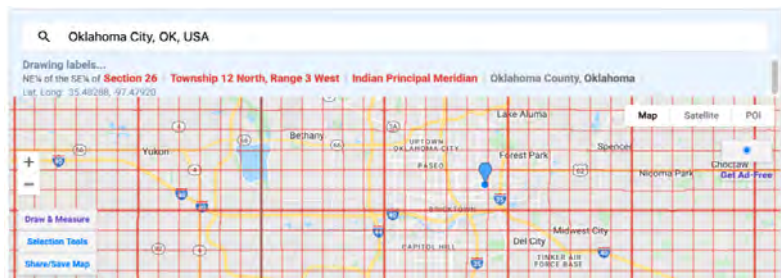 Oklahoma City, OK, USA
Drawing labels...
NE¼ of the SE¼ of Section 26 | Township 12 North, Range 3 West | Indian Principal Meridian | Oklahoma County, Oklahoma
Lat, Long: 35.48288, -97.47920
Lake Aluma
Map Satellite POI
Bethany
UPTOWN
OKLAHOMA CITY
Yukon
Spencer
Forest Park
PASEO
Choctaw
Nicoma Park
Get Ad-Free
+
−
BRICKTOWN
Draw & Measure
Midwest City
Selection Tools
CAPITOL HILL
Del City
TINKER AIR
FORCE BASE
Share/Save Map